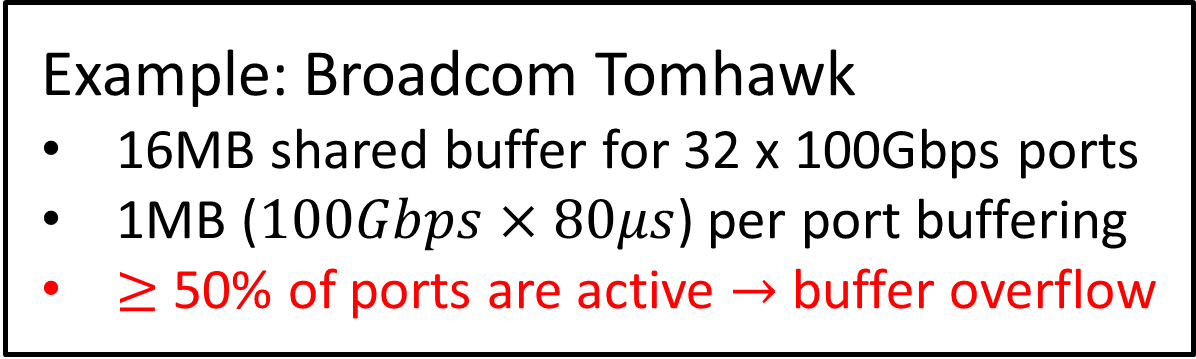 Example: Broadcom Tomhawk
• 16MB shared buffer for 32 x 100Gbps ports
• 1MB (100Gbps × 80μs) per port buffering
• ≥ 50% of ports are active → buffer overflow